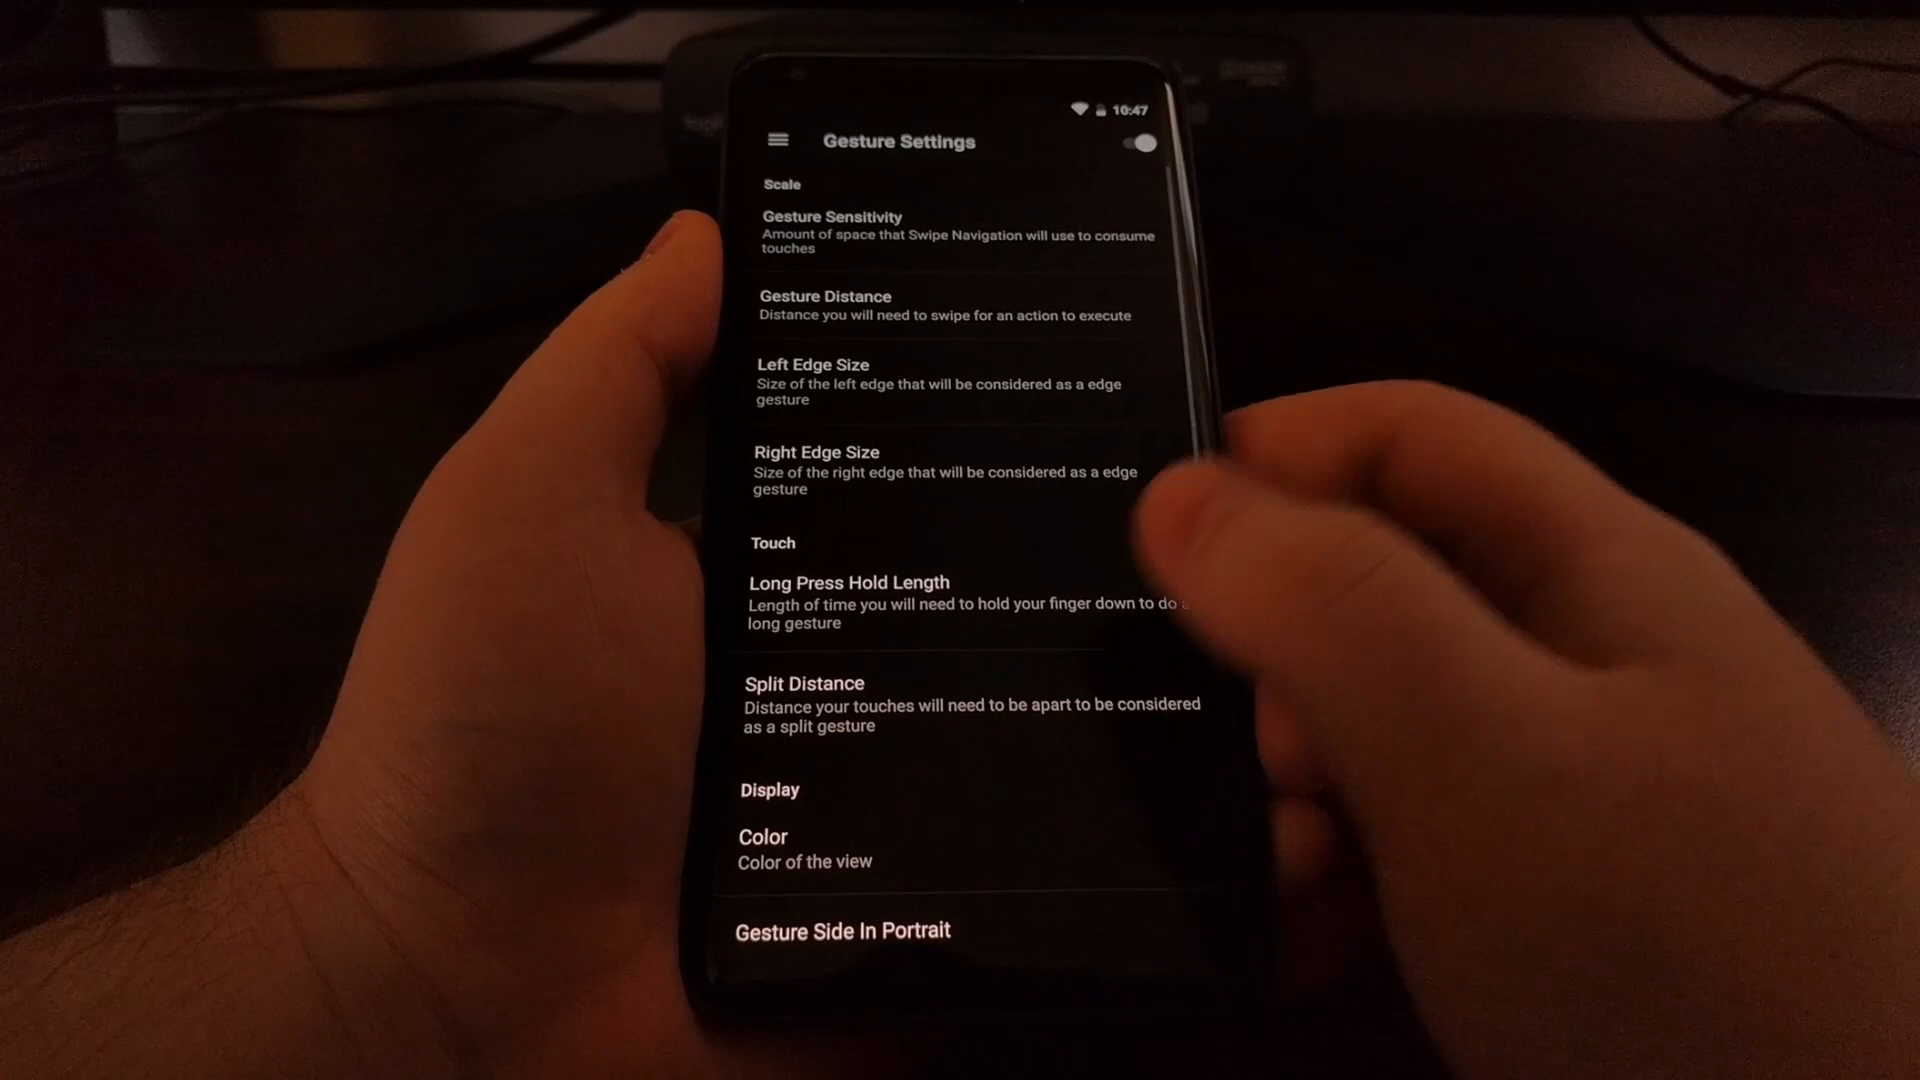 10:47
Gesture Settings
Scale
Gesture Sensitivity
Amount of space that Swipe Navigation will use to consume
touches
Gesture Distance
Distance you will need to swipe for an action to execute
Left Edge Size
Size of the left edge that will be considered as a edge
gesture
Right Edge Size
Size of the right edge that will be considered as a edge
gesture
Touch
Long Press Hold Length
Length of time you will need to hold your finger down to do a
long gesture
Split Distance
Distance your touches will need to be apart to be considered
as a split gesture
Display
Color
Color of the view
Gesture Side In Portrait